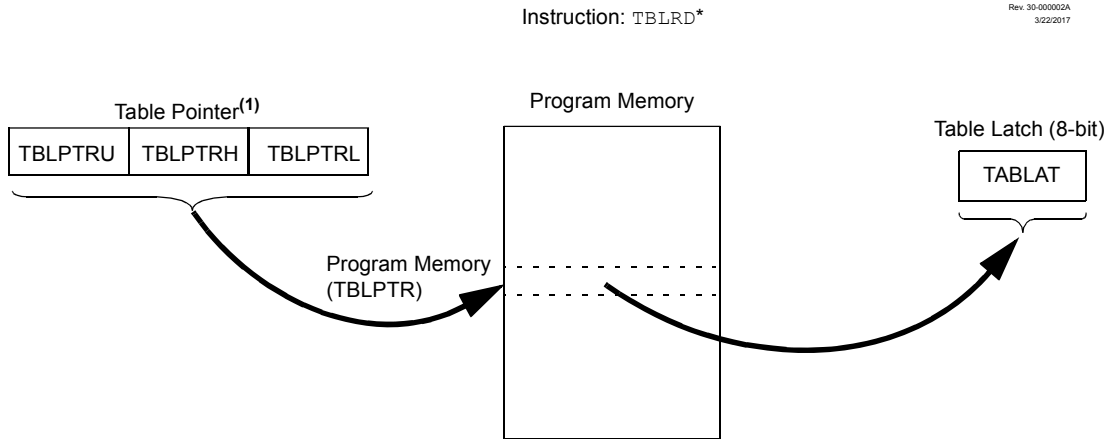 Instruction: TBLRD*
Rev. 30-000002A
3/22/2017
Table Pointer(1)
TBLPTRU TBLPTRH TBLPTRL
Program Memory
Table Latch (8-bit)
TABLAT
Program Memory
(TBLPTR)